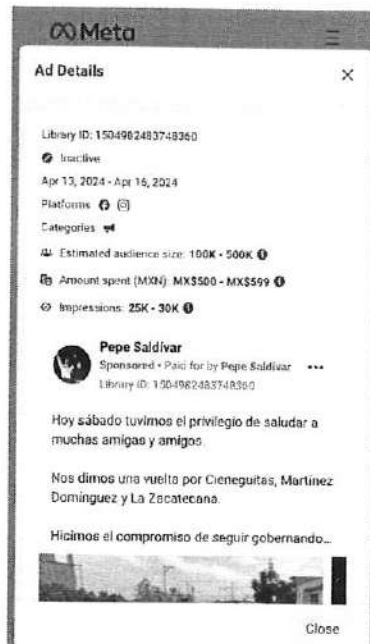 Meta
Ad Details
Library ID: 1504982483748360
Inactive
Apr 13, 2024 - Apr 16, 2024
Platforms
Categories
Estimated audience size: 100K - 500K
Amount spent (MXN): MX$500 - MX$599
Impressions: 25K - 30K
Pepe Saldívar
Sponsored • Paid for by Pepe Saldívar
Library ID: 1504982483748360
Hoy sábado tuvimos el privilegio de saludar a
muchas amigas y amigos.
Nos dimos una vuelta por Cieneguitas, Martínez
Domínguez y La Zacatecana.
Hicimos el compromiso de seguir gobernando...
Close